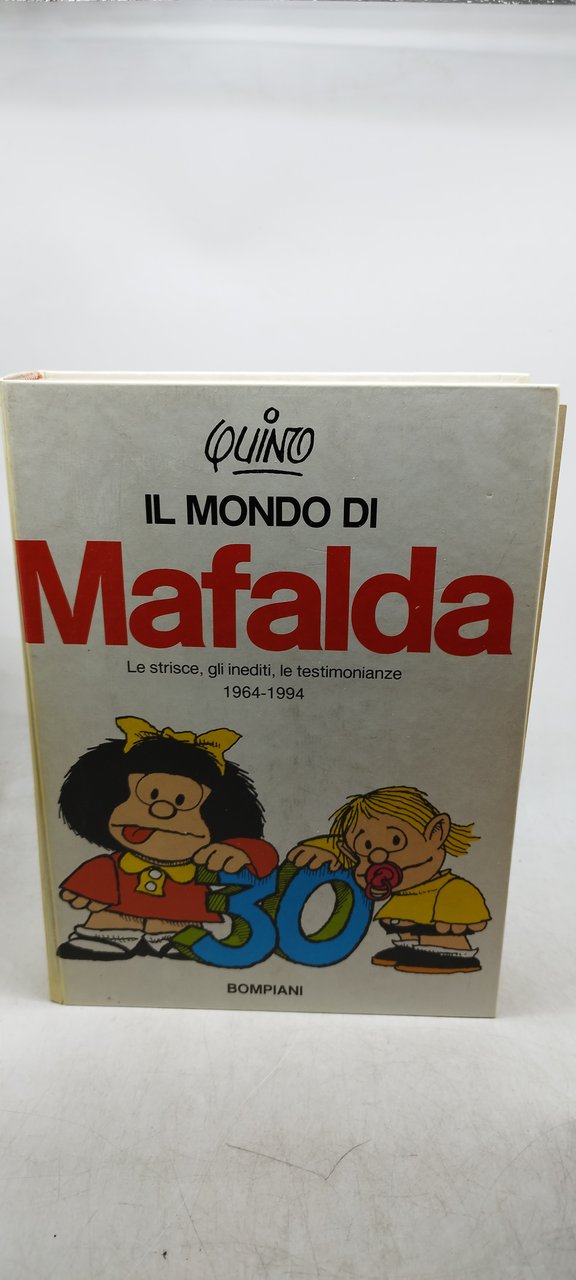 QUINO
IL MONDO DI
Mafalda
Le strisce, gli inediti, le testimonianze
1964-1994
30
BOMPIANI